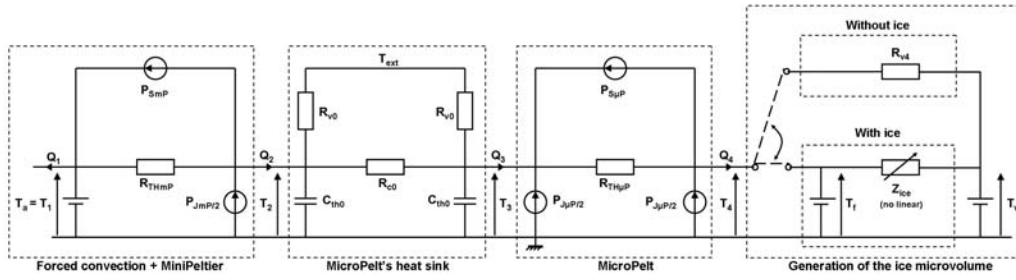 Without ice
R_v4
T_ext
P_SmP
P_SµP
R_v0
R_v0
With ice
Q_1
Q_2
Q_3
Q_4
R_THmP
R_c0
R_THµP
Z_ice
(no linear)
T_a = T_1
P_JmP/2
T_2
C_th0
C_th0
T_3
P_JµP/2
P_JµP/2
T_4
T_f
Forced convection + MiniPeltier
MicroPelt's heat sink
MicroPelt
Generation of the ice microvolume